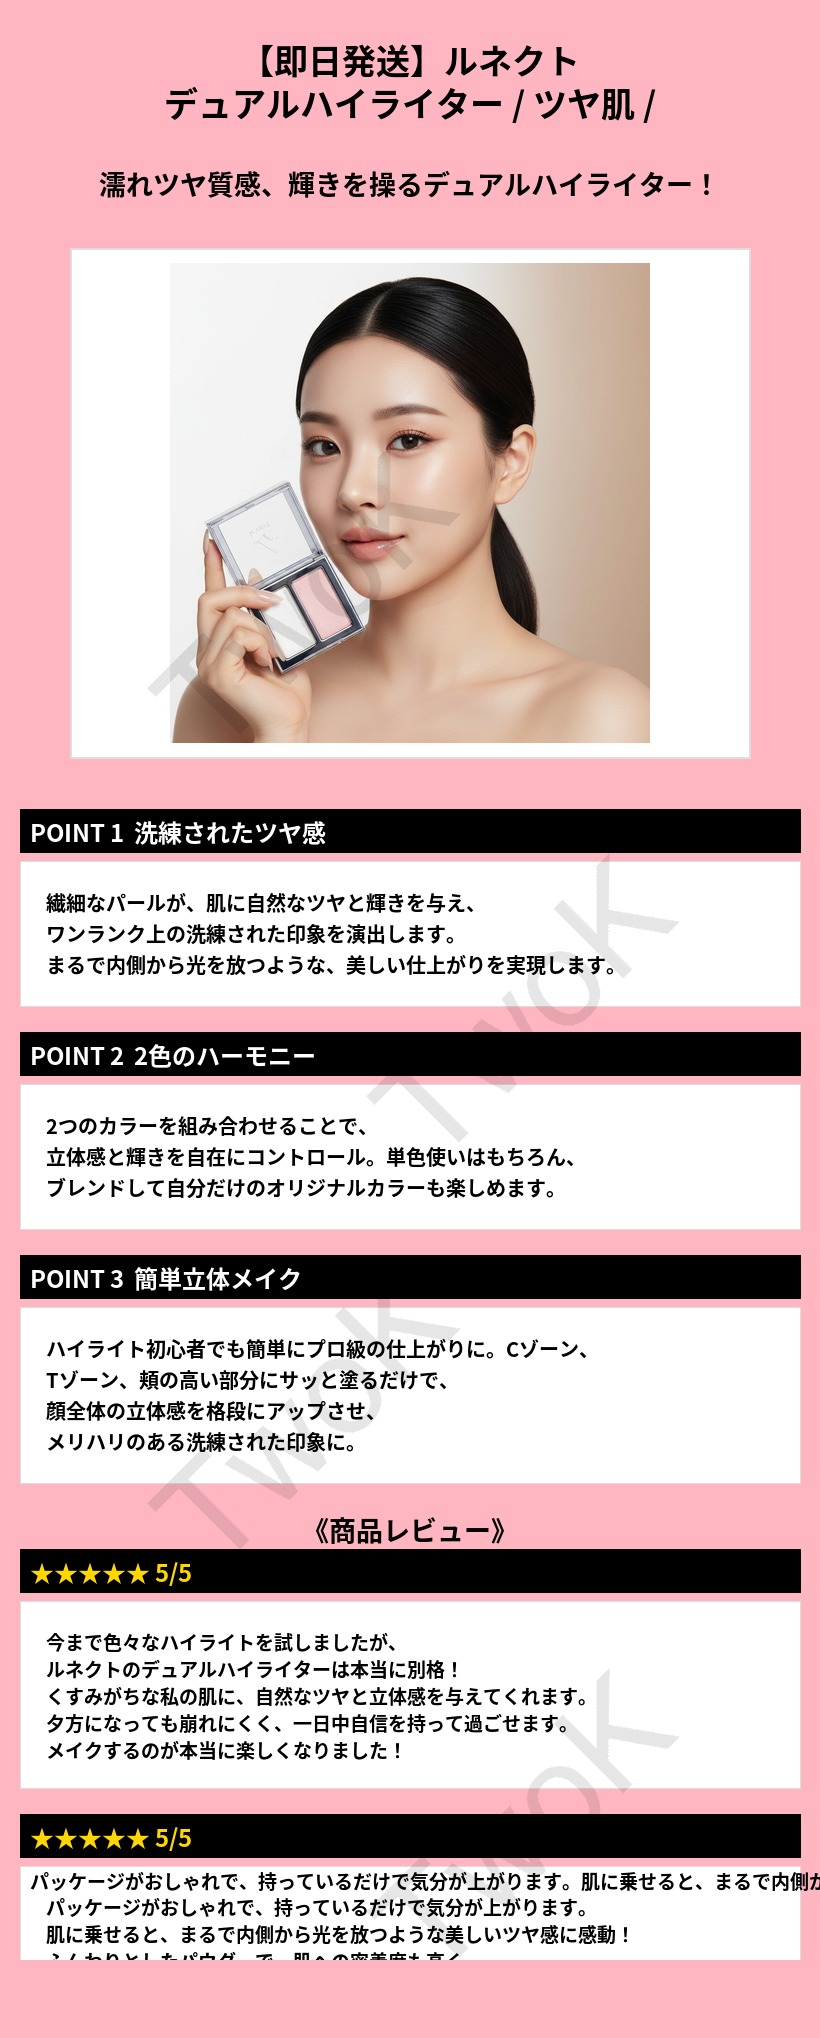 【即日発送】ルネクト
デュアルハイライター / ツヤ肌 /
濡れツヤ質感、輝きを操るデュアルハイライター！
TwoK
POINT 1 洗練されたツヤ感
繊細なパールが、肌に自然なツヤと輝きを与え、
ワンランク上の洗練された印象を演出します。
まるで内側から光を放つような、美しい仕上がりを実現します。
TwoK
POINT 2 2色のハーモニー
2つのカラーを組み合わせることで、
立体感と輝きを自在にコントロール。単色使いはもちろん、
ブレンドして自分だけのオリジナルカラーも楽しめます。
POINT 3 簡単立体メイク
ハイライト初心者でも簡単にプロ級の仕上がりに。Cゾーン、
Tゾーン、頬の高い部分にサッと塗るだけで、
顔全体の立体感を格段にアップさせ、
メリハリのある洗練された印象に。
TwoK
《商品レビュー》
★★★★★ 5/5
今まで色々なハイライトを試しましたが、
ルネクトのデュアルハイライターは本当に別格！
くすみがちな私の肌に、自然なツヤと立体感を与えてくれます。
夕方になっても崩れにくく、一日中自信を持って過ごせます。
メイクするのが本当に楽しくなりました！
TwoK
★★★★★ 5/5
パッケージがおしゃれで、持っているだけで気分が上がります。肌に乗せると、まるで内側か
パッケージがおしゃれで、持っているだけで気分が上がります。
肌に乗せると、まるで内側から光を放つような美しいツヤ感に感動！
ふんわりとしたパウダーで、肌への密着度も高く、